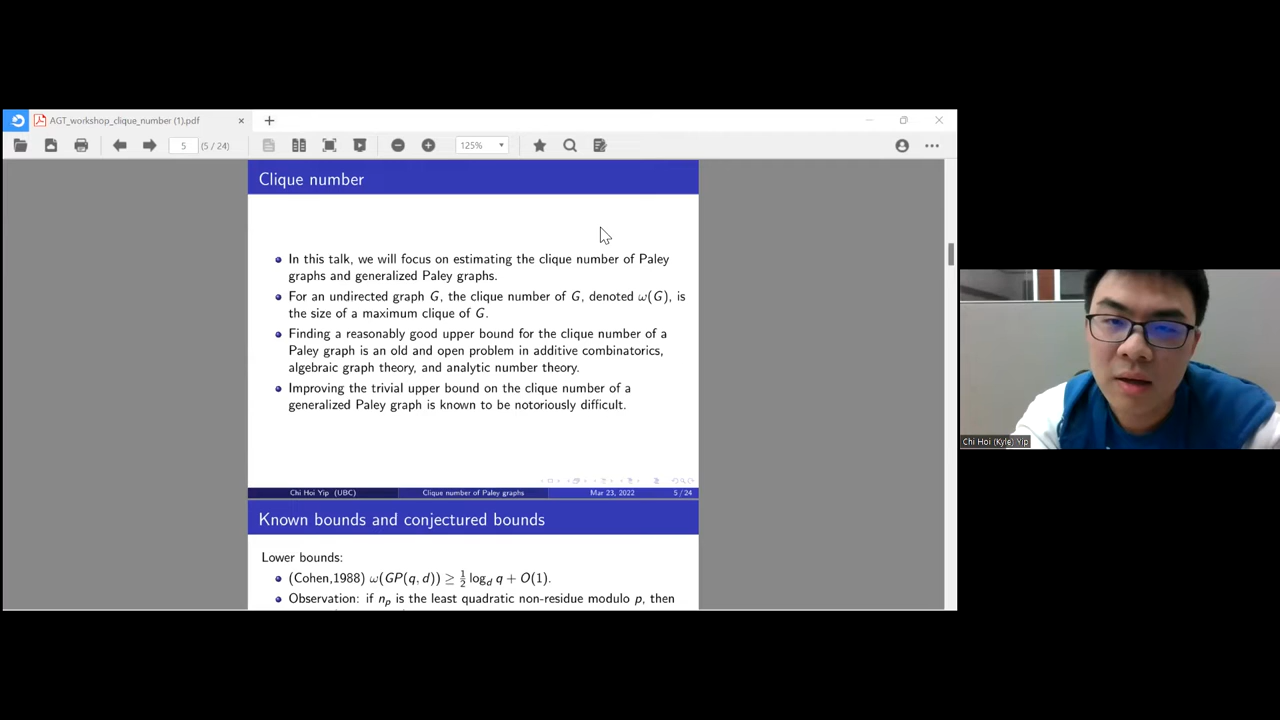 AGT_workshop_clique_number (1).pdf
5 (5 / 24) 125%
Clique number
In this talk, we will focus on estimating the clique number of Paley
graphs and generalized Paley graphs.
For an undirected graph G, the clique number of G, denoted ω(G), is
the size of a maximum clique of G.
Finding a reasonably good upper bound for the clique number of a
Paley graph is an old and open problem in additive combinatorics,
algebraic graph theory, and analytic number theory.
Improving the trivial upper bound on the clique number of a
generalized Paley graph is known to be notoriously difficult.
Chi Hoi Yip (UBC) Clique number of Paley graphs Mar 23, 2022 5 / 24
Known bounds and conjectured bounds
Lower bounds:
(Cohen,1988) ω(GP(q, d)) ≥ ½ log_d q + O(1).
Observation: if n_p is the least quadratic non-residue modulo p, then
Chi Hoi (Kyle) Yip